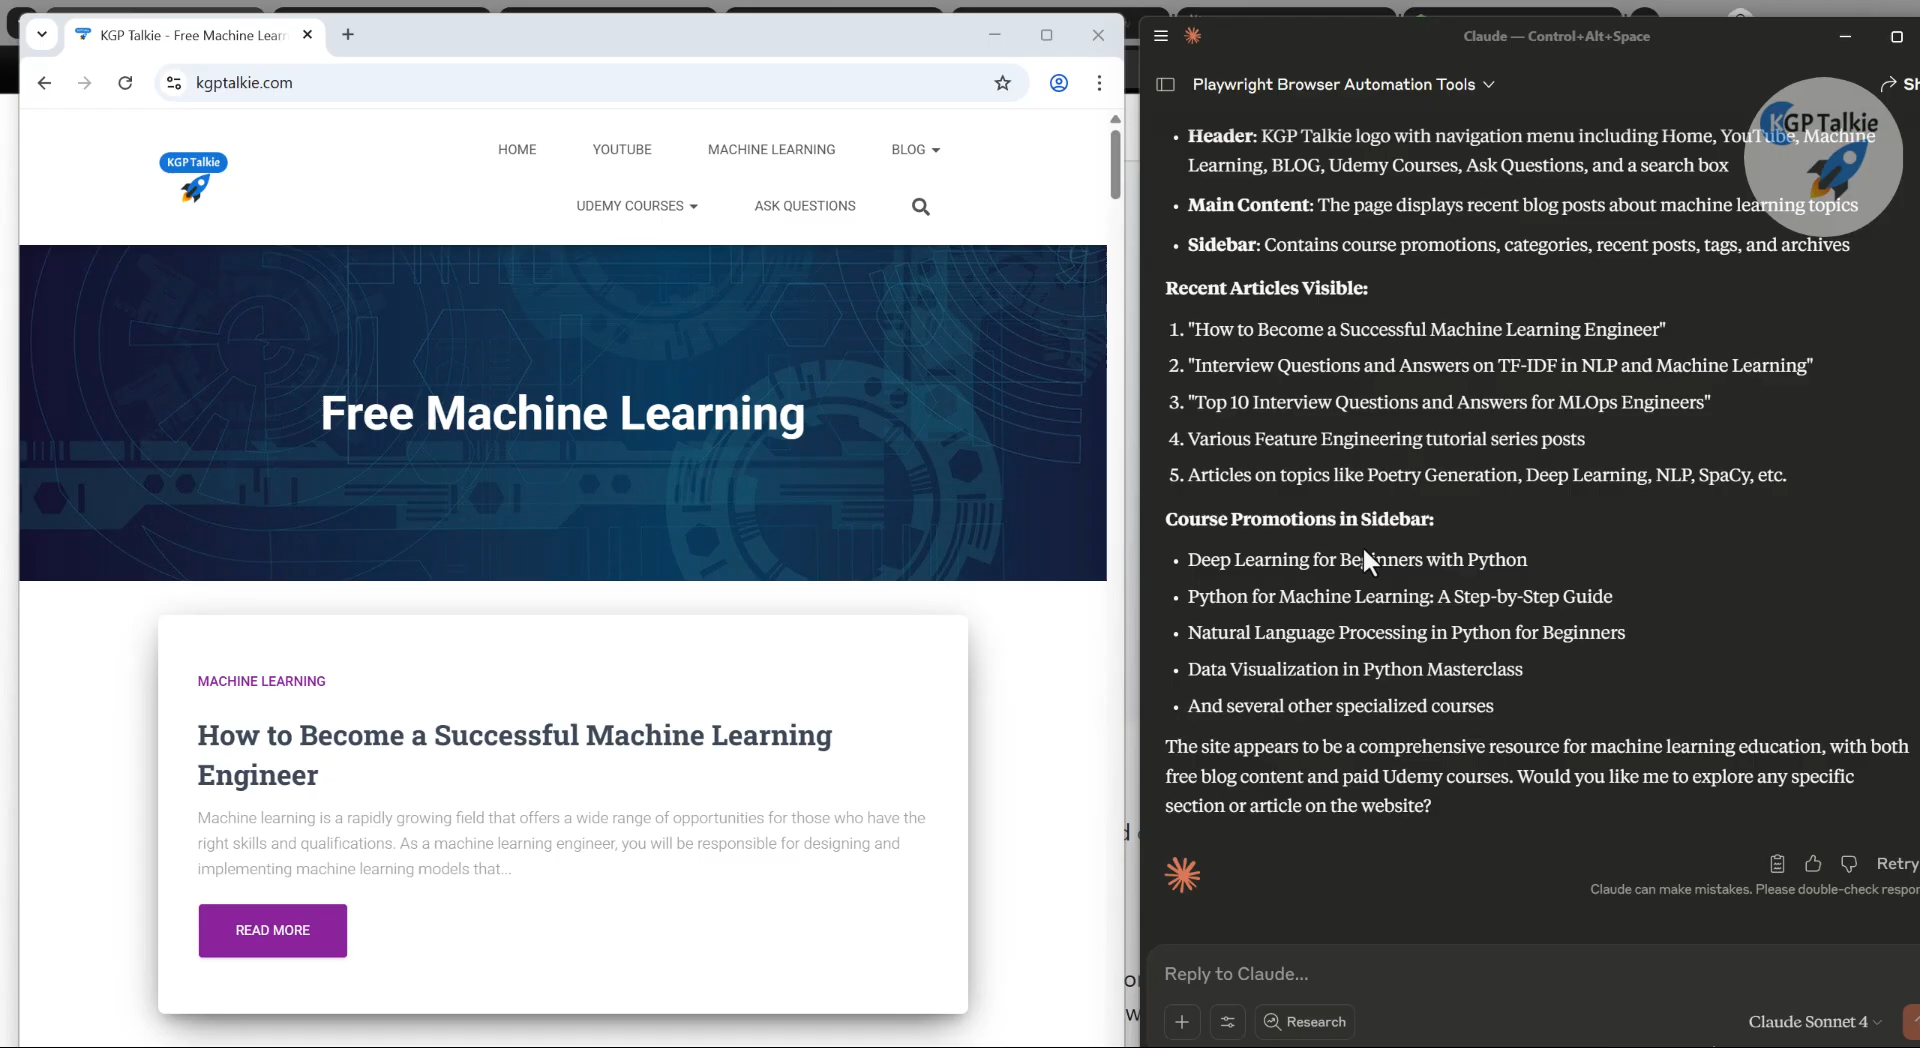 KGP Talkie - Free Machine Learn
kgptalkie.com
KGP Talkie
HOME
YOUTUBE
MACHINE LEARNING
BLOG
UDEMY COURSES
ASK QUESTIONS
Free Machine Learning
MACHINE LEARNING
How to Become a Successful Machine Learning
Engineer
Machine learning is a rapidly growing field that offers a wide range of opportunities for those who have the
right skills and qualifications. As a machine learning engineer, you will be responsible for designing and
implementing machine learning models that...
READ MORE
Claude — Control+Alt+Space
Playwright Browser Automation Tools
Sh
KGP Talkie
• Header: KGP Talkie logo with navigation menu including Home, YouTube, Machine
Learning, BLOG, Udemy Courses, Ask Questions, and a search box
• Main Content: The page displays recent blog posts about machine learning topics
• Sidebar: Contains course promotions, categories, recent posts, tags, and archives
Recent Articles Visible:
1. "How to Become a Successful Machine Learning Engineer"
2. "Interview Questions and Answers on TF-IDF in NLP and Machine Learning"
3. "Top 10 Interview Questions and Answers for MLOps Engineers"
4. Various Feature Engineering tutorial series posts
5. Articles on topics like Poetry Generation, Deep Learning, NLP, SpaCy, etc.
Course Promotions in Sidebar:
• Deep Learning for Beginners with Python
• Python for Machine Learning: A Step-by-Step Guide
• Natural Language Processing in Python for Beginners
• Data Visualization in Python Masterclass
• And several other specialized courses
The site appears to be a comprehensive resource for machine learning education, with both
free blog content and paid Udemy courses. Would you like me to explore any specific
section or article on the website?
Retry
Claude can make mistakes. Please double-check respon
Reply to Claude...
Research
Claude Sonnet 4